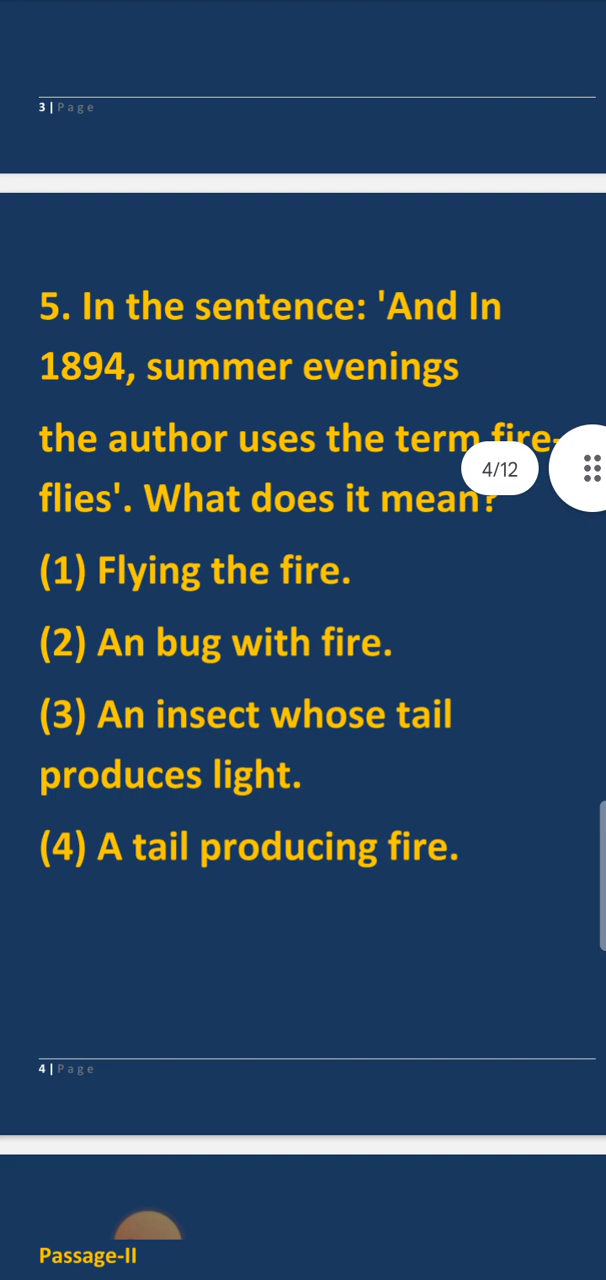 3 | Page
5. In the sentence: 'And In
1894, summer evenings
the author uses the term fire-
4/12
flies'. What does it mean?
(1) Flying the fire.
(2) An bug with fire.
(3) An insect whose tail
produces light.
(4) A tail producing fire.
4 | Page
Passage-II